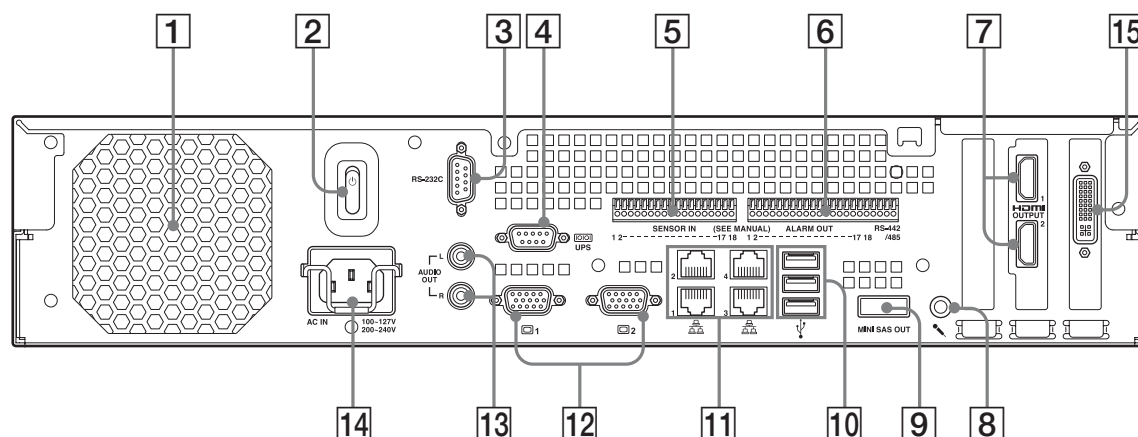 1 2 3 4 5 6 7 15
RS-232C
1
HDMI
OUTPUT
2
SENSOR IN (SEE MANUAL) ALARM OUT RS-442
/485
1 2 17 18 1 2 17 18
IOIOI
UPS
L
AUDIO
OUT
R
2 4
1 3
AC IN 100–127V
200–240V
1 2
MINI SAS OUT
14 13 12 11 10 9 8